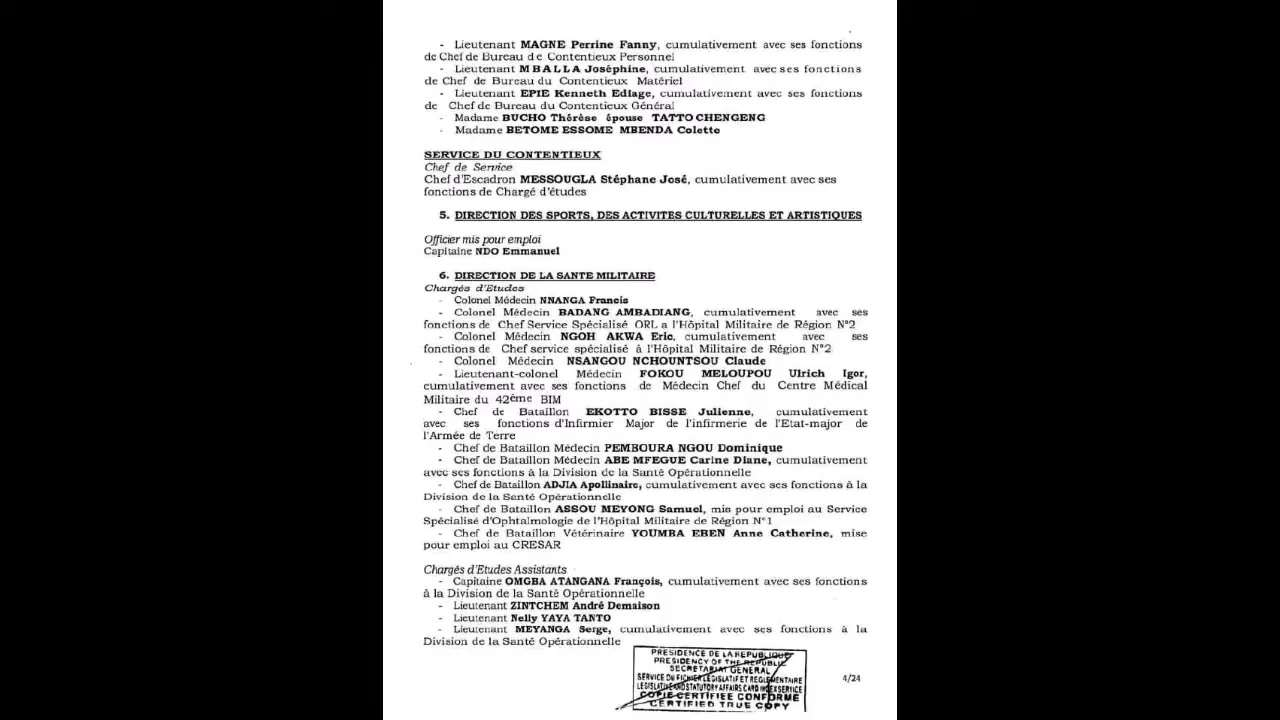 - Lieutenant MAGNE Perrine Fanny, cumulativement avec ses fonctions
de Chef de Bureau de Contentieux Personnel
- Lieutenant MBALLA Joséphine, cumulativement avec ses fonctions
de Chef de Bureau du Contentieux Matériel
- Lieutenant EPIE Kenneth Ediage, cumulativement avec ses fonctions
de Chef de Bureau du Contentieux Général
- Madame BUCHO Thérèse épouse TATTO CHENGENG
- Madame BETOME ESSOME MBENDA Colette
SERVICE DU CONTENTIEUX
Chef de Service
Chef d'Escadron MESSOUGLA Stéphane José, cumulativement avec ses
fonctions de Chargé d'études
5. DIRECTION DES SPORTS, DES ACTIVITES CULTURELLES ET ARTISTIQUES
Officier mis pour emploi
Capitaine NDO Emmanuel
6. DIRECTION DE LA SANTE MILITAIRE
Chargés d'Etudes
- Colonel Médecin NNANGA Francis
- Colonel Médecin BADANG AMBADIANG, cumulativement avec ses
fonctions de Chef Service Spécialisé ORL a l'Hôpital Militaire de Région N°2
- Colonel Médecin NGOH AKWA Eric, cumulativement avec ses
fonctions de Chef service spécialisé à l'Hôpital Militaire de Région N°2
- Colonel Médecin NSANGOU NCHOUNTSOU Claude
- Lieutenant-colonel Médecin FOKOU MELOUPOU Ulrich Igor,
cumulativement avec ses fonctions de Médecin Chef du Centre Médical
Militaire du 42ème BIM
- Chef de Bataillon EKOTTO BISSE Julienne, cumulativement
avec ses fonctions d'Infirmier Major de l'infirmerie de l'Etat-major de
l'Armée de Terre
- Chef de Bataillon Médecin PEMBOURA NGOU Dominique
- Chef de Bataillon Médecin ABE MFEGUE Carine Diane, cumulativement
avec ses fonctions à la Division de la Santé Opérationnelle
- Chef de Bataillon ADJIA Apollinaire, cumulativement avec ses fonctions à la
Division de la Santé Opérationnelle
- Chef de Bataillon ASSOU MEYONG Samuel, mis pour emploi au Service
Spécialisé d'Ophtalmologie de l'Hôpital Militaire de Région N°1
- Chef de Bataillon Vétérinaire YOUMBA EBEN Anne Catherine, mise
pour emploi au CRESAR
Chargés d'Etudes Assistants
- Capitaine OMGBA ATANGANA François, cumulativement avec ses fonctions
à la Division de la Santé Opérationnelle
- Lieutenant ZINTCHEM André Demaison
- Lieutenant Nelly YAYA TANTO
- Lieutenant MEYANGA Serge, cumulativement avec ses fonctions à la
Division de la Santé Opérationnelle
PRESIDENCE DE LA REPUBLIQUE
PRESIDENCY OF THE REPUBLIC
SECRETARIAT GENERAL
SERVICE DU FICHIER LEGISLATIF ET REGLEMENTAIRE
LEGISLATIVE AND STATUTORY AFFAIRS CARD INDEX SERVICE
COPIE CERTIFIEE CONFORME
CERTIFIED TRUE COPY
4/24